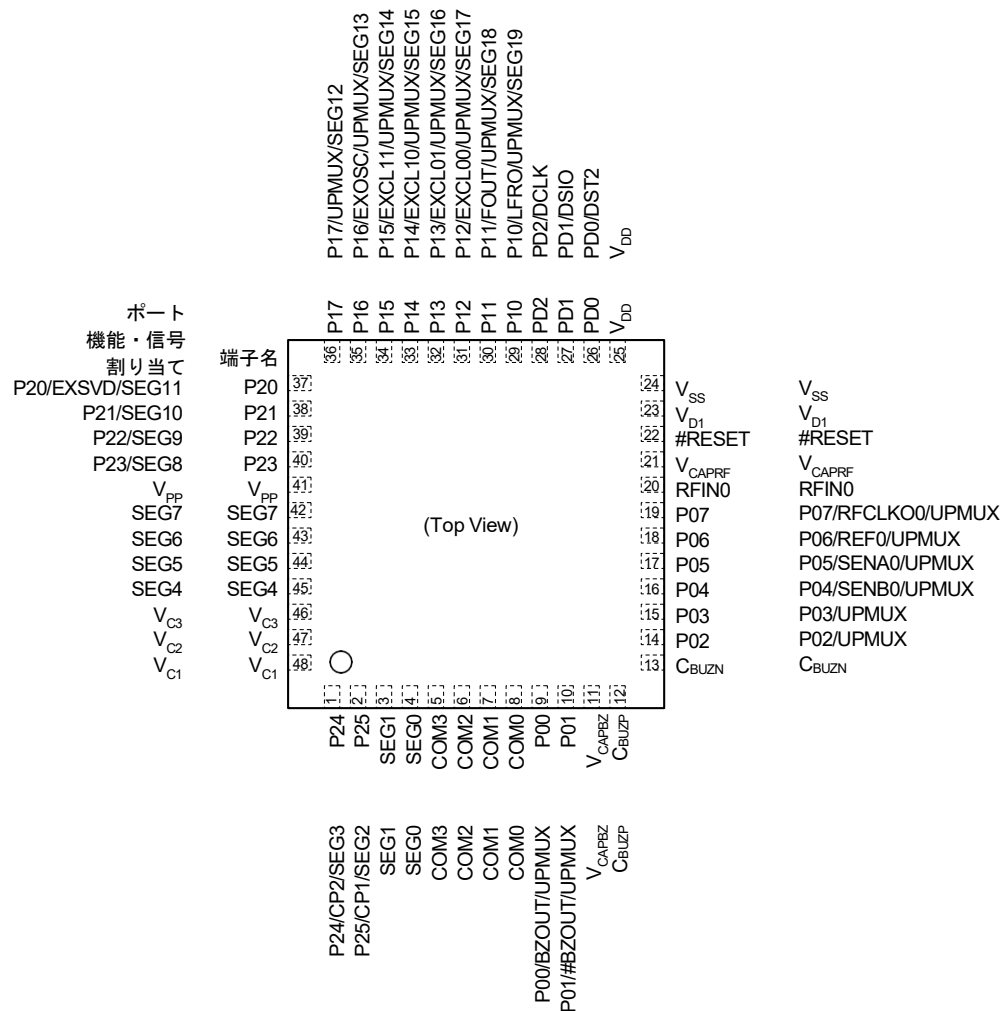 P17/UPMUX/SEG12
P16/EXOSC/UPMUX/SEG13
P15/EXCL11/UPMUX/SEG14
P14/EXCL10/UPMUX/SEG15
P13/EXCL01/UPMUX/SEG16
P12/EXCL00/UPMUX/SEG17
P11/FOUT/UPMUX/SEG18
P10/LFRO/UPMUX/SEG19
PD2/DCLK
PD1/DSIO
PD0/DST2
VDD
P17
P16
P15
P14
P13
P12
P11
P10
PD2
PD1
PD0
VDD
36
35
34
33
32
31
30
29
28
27
26
25
ポート
機能・信号
割り当て
端子名
P20/EXSVD/SEG11 P20 37
P21/SEG10 P21 38
P22/SEG9 P22 39
P23/SEG8 P23 40
VPP VPP 41
SEG7 SEG7 42
SEG6 SEG6 43
SEG5 SEG5 44
SEG4 SEG4 45
VC3 VC3 46
VC2 VC2 47
VC1 VC1 48
(Top View)
24 VSS VSS
23 VD1 VD1
22 #RESET #RESET
21 VCAPRF VCAPRF
20 RFIN0 RFIN0
19 P07 P07/RFCLKO0/UPMUX
18 P06 P06/REF0/UPMUX
17 P05 P05/SENA0/UPMUX
16 P04 P04/SENB0/UPMUX
15 P03 P03/UPMUX
14 P02 P02/UPMUX
13 CBUZN CBUZN
1
2
3
4
5
6
7
8
9
10
11
12
P24
P25
SEG1
SEG0
COM3
COM2
COM1
COM0
P00
P01
VCAPBZ
CBUZP
P24/CP2/SEG3
P25/CP1/SEG2
SEG1
SEG0
COM3
COM2
COM1
COM0
P00/BZOUT/UPMUX
P01/#BZOUT/UPMUX
VCAPBZ
CBUZP